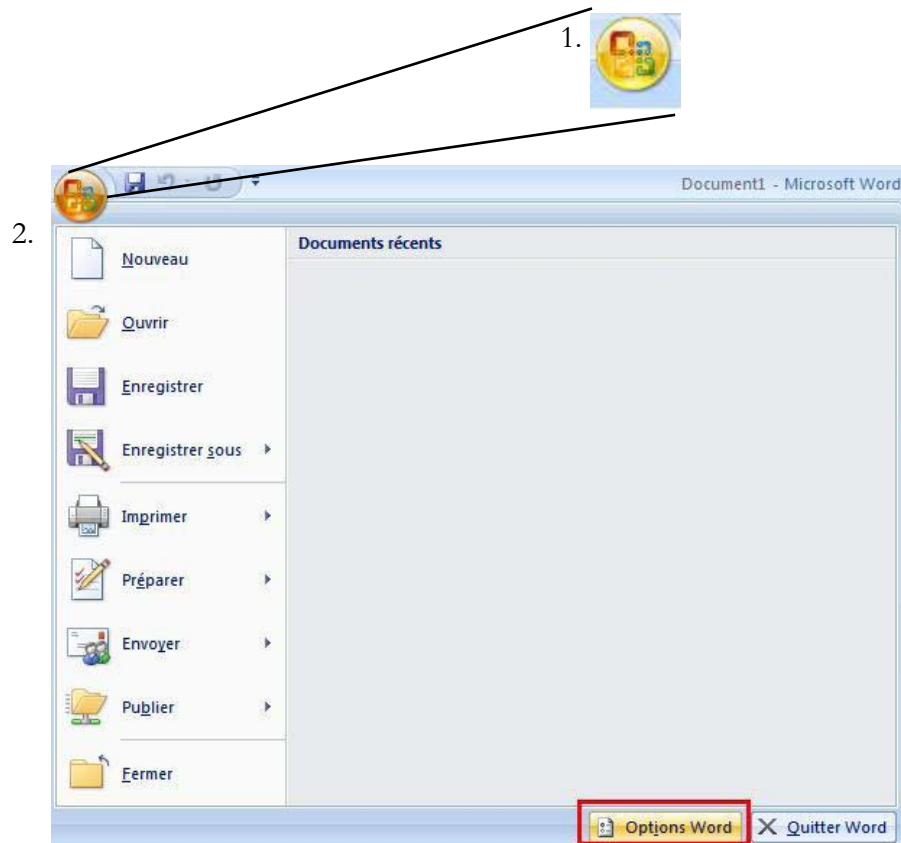 1.
Document1 - Microsoft Word
2.
Documents récents
Nouveau
Ouvrir
Enregistrer
Enregistrer sous
Imprimer
Préparer
Envoyer
Publier
Fermer
Options Word
Quitter Word